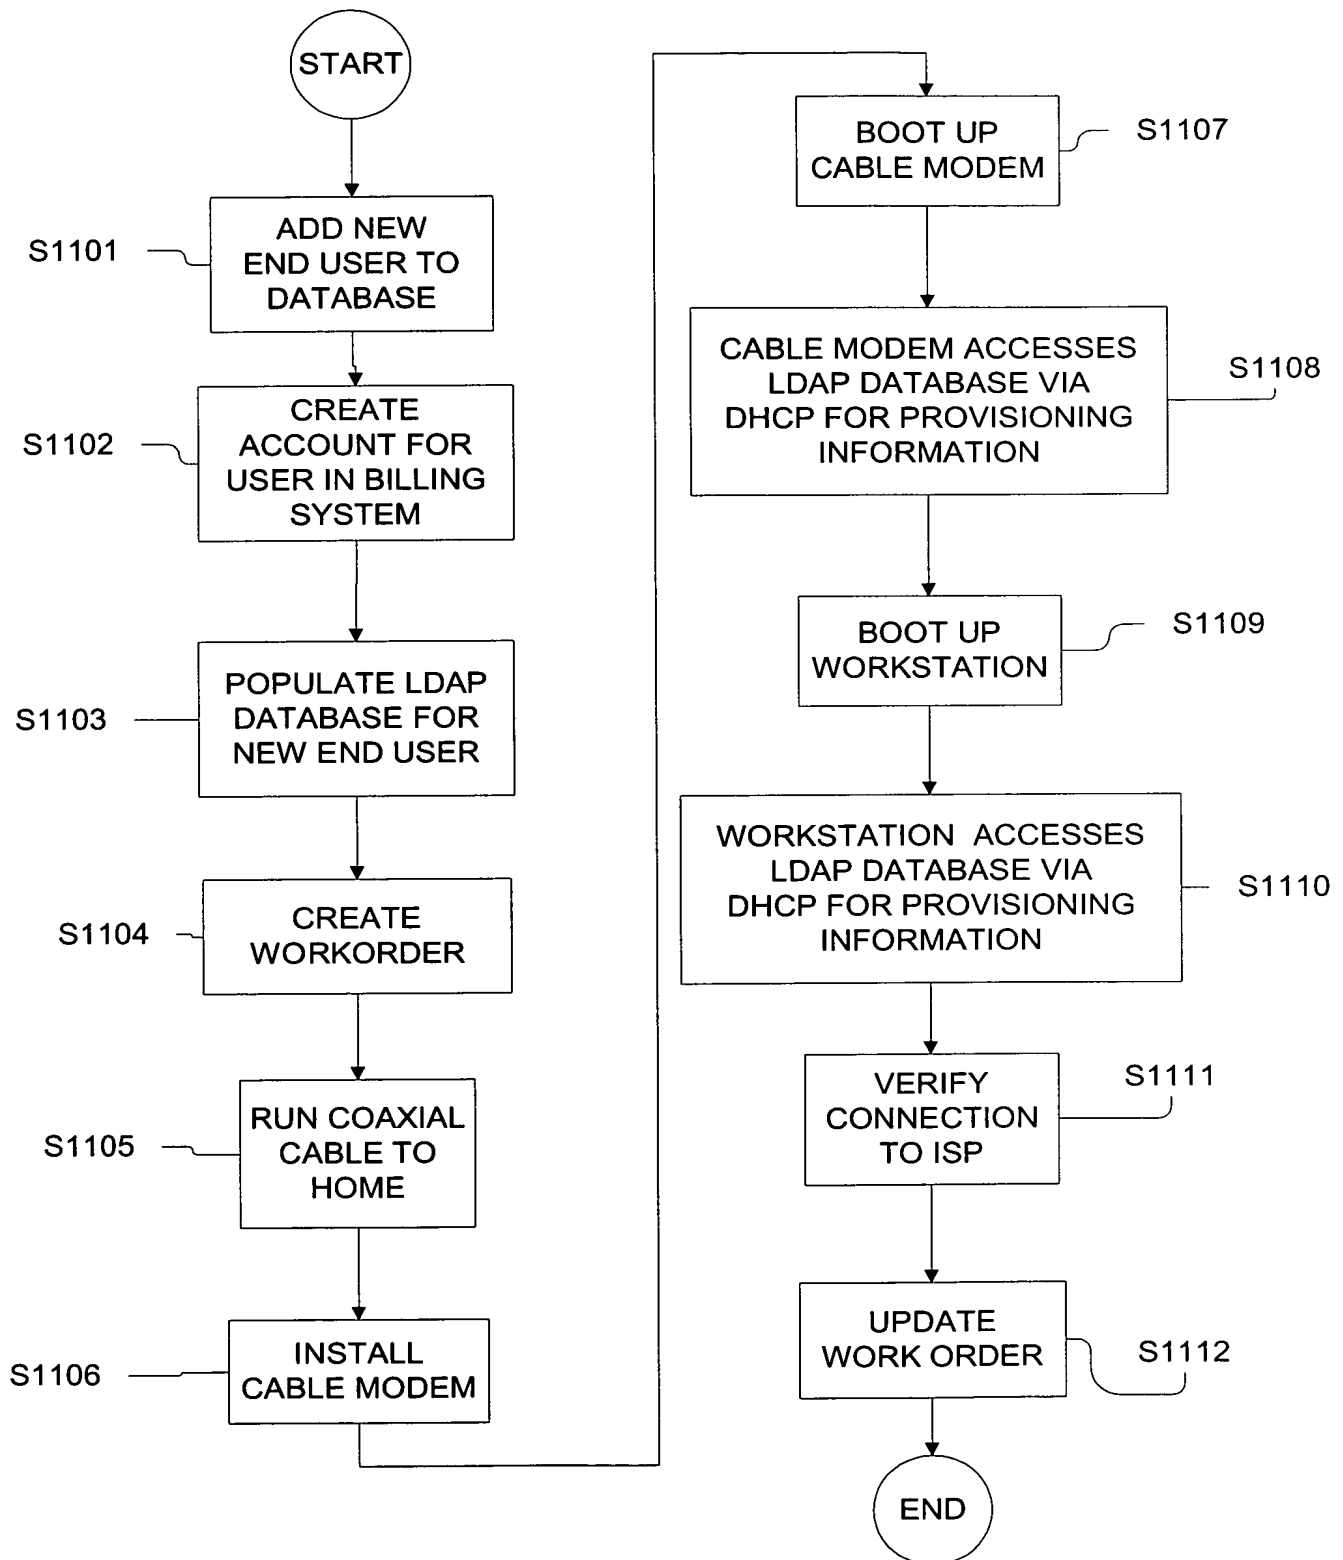 START
S1101
ADD NEW
END USER TO
DATABASE
S1102
CREATE
ACCOUNT FOR
USER IN BILLING
SYSTEM
S1103
POPULATE LDAP
DATABASE FOR
NEW END USER
S1104
CREATE
WORKORDER
S1105
RUN COAXIAL
CABLE TO
HOME
S1106
INSTALL
CABLE MODEM
BOOT UP
CABLE MODEM
S1107
CABLE MODEM ACCESSES
LDAP DATABASE VIA
DHCP FOR PROVISIONING
INFORMATION
S1108
BOOT UP
WORKSTATION
S1109
WORKSTATION ACCESSES
LDAP DATABASE VIA
DHCP FOR PROVISIONING
INFORMATION
S1110
VERIFY
CONNECTION
TO ISP
S1111
UPDATE
WORK ORDER
S1112
END